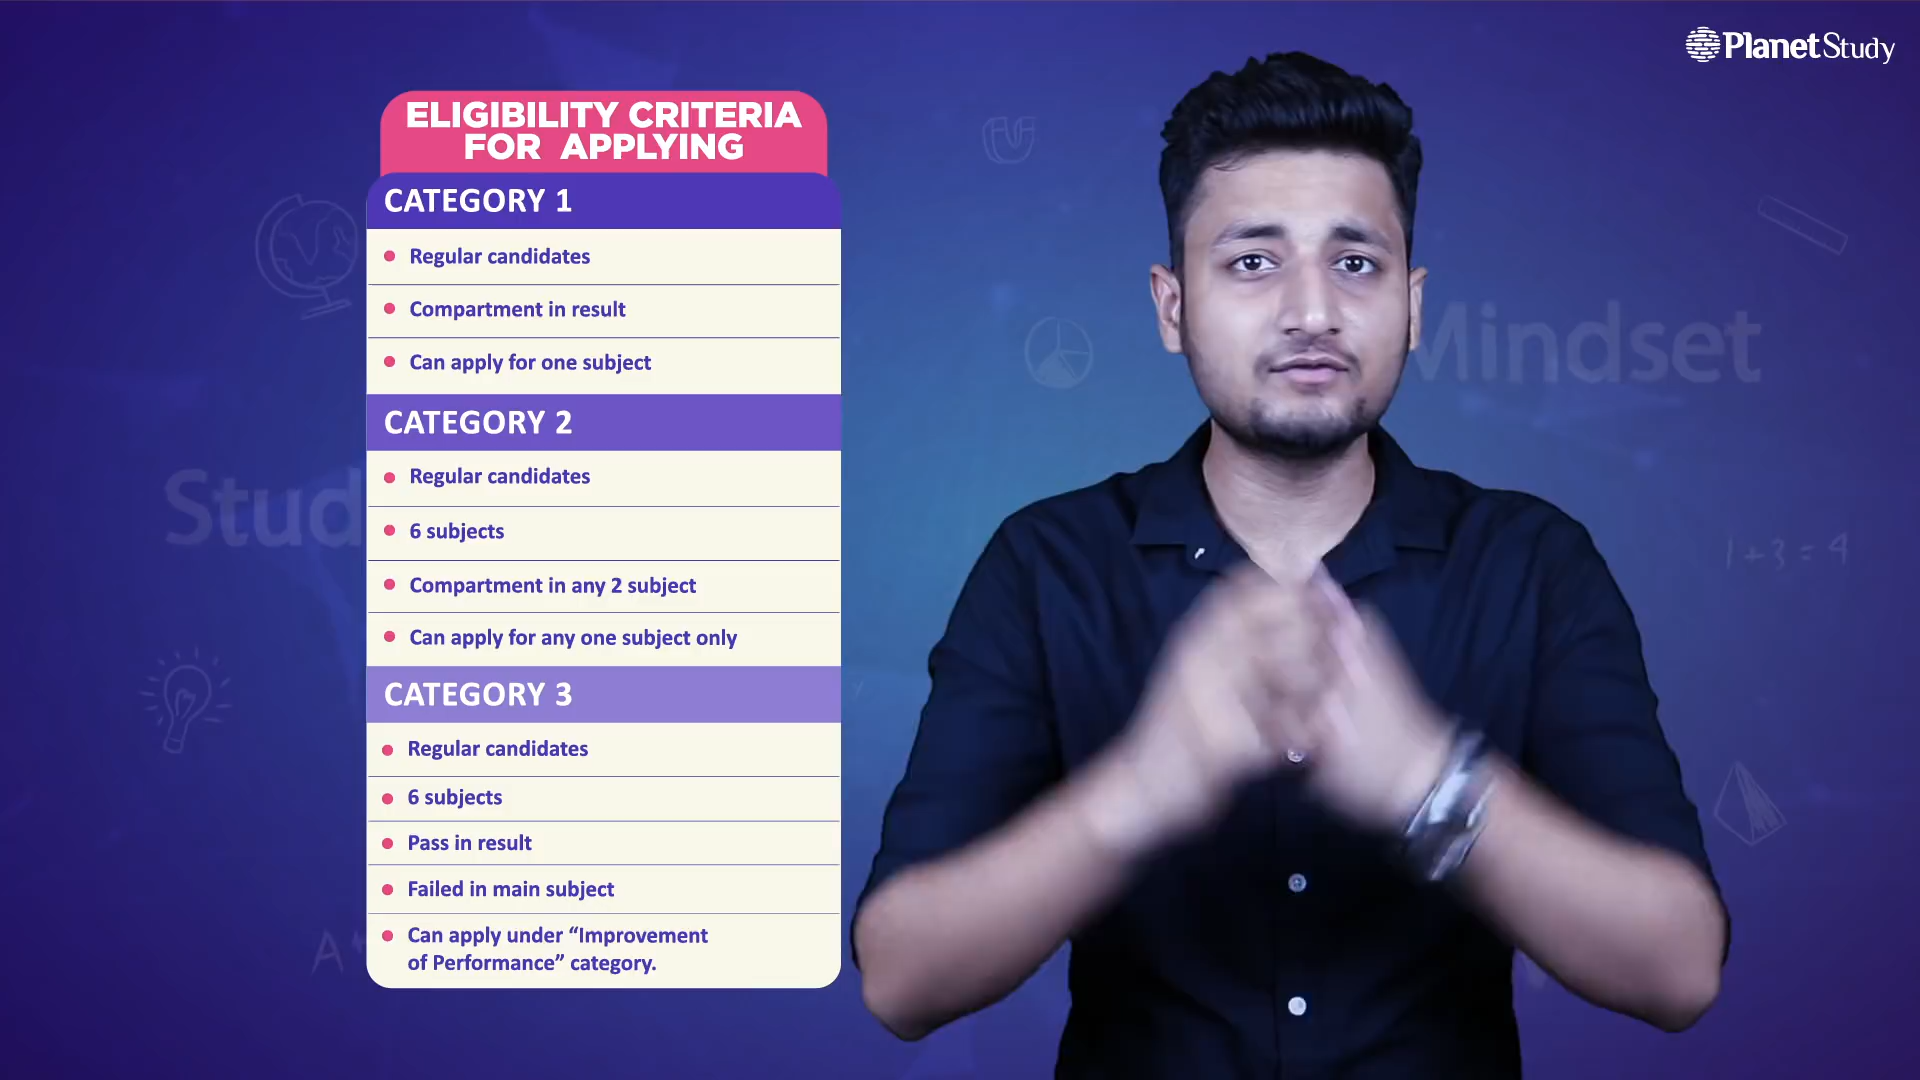 Planet Study
ELIGIBILITY CRITERIA
FOR APPLYING
CATEGORY 1
Regular candidates
Compartment in result
Can apply for one subject
CATEGORY 2
Regular candidates
6 subjects
Compartment in any 2 subject
Can apply for any one subject only
CATEGORY 3
Regular candidates
6 subjects
Pass in result
Failed in main subject
Can apply under “Improvement
of Performance” category.
Mindset
1+3=4